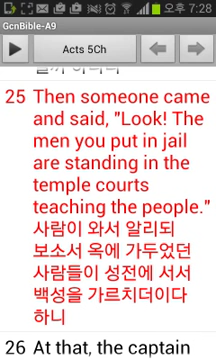 오후 7:28
GcnBible-A9
Acts 5Ch
25 Then someone came
and said, "Look! The
men you put in jail
are standing in the
temple courts
teaching the people."
사람이 와서 알리되
보소서 옥에 가두었던
사람들이 성전에 서서
백성을 가르치더이다
하니
26 At that, the captain